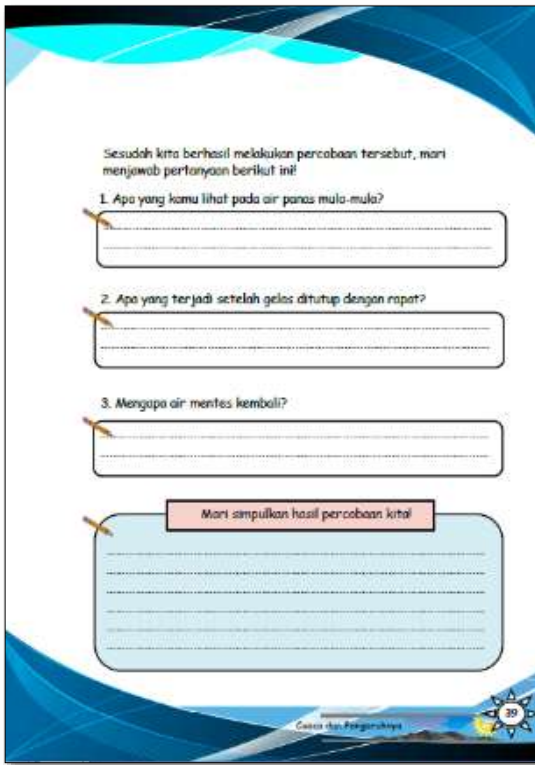 Sesudah kita berhasil melakukan percobaan tersebut, mari
menjawab pertanyaan berikut ini!
1. Apa yang kamu lihat pada air panas mula-mula?
2. Apa yang terjadi setelah gelas ditutup dengan rapat?
3. Mengapa air mentes kembali?
Mari simpulkan hasil percobaan kita!
Cuaca dan Pengaruhnya
39